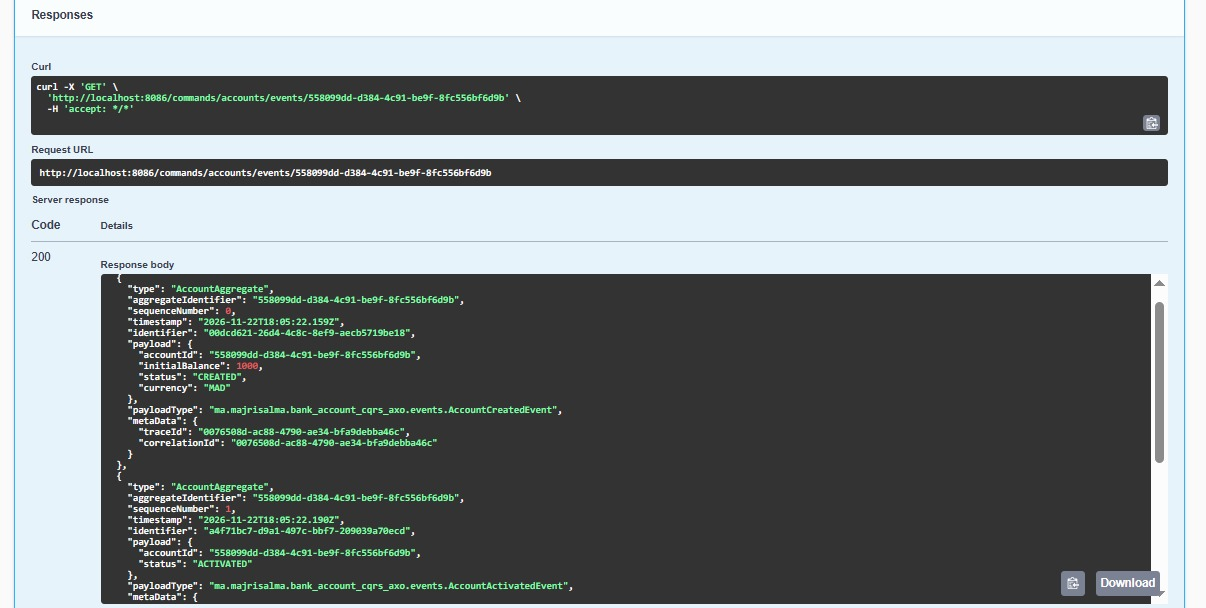 Responses
Curl
curl -X 'GET' \
'http://localhost:8086/commands/accounts/events/558099dd-d384-4c91-be9f-8fc556bf6d9b' \
-H 'accept: */*'
Request URL
http://localhost:8086/commands/accounts/events/558099dd-d384-4c91-be9f-8fc556bf6d9b
Server response
Code Details
200
Response body
{
"type": "AccountAggregate",
"aggregateIdentifier": "558099dd-d384-4c91-be9f-8fc556bf6d9b",
"sequenceNumber": 0,
"timestamp": "2026-11-22T18:05:22.159Z",
"identifier": "00dcd621-26d4-4c8c-8ef9-aecb5719be18",
"payload": {
"accountId": "558099dd-d384-4c91-be9f-8fc556bf6d9b",
"initialBalance": 1000,
"status": "CREATED",
"currency": "MAD"
},
"payloadType": "ma.majrisalma.bank_account_cqrs_axo.events.AccountCreatedEvent",
"metaData": {
"traceId": "0076508d-ac88-4790-ae34-bfa9debba46c",
"correlationId": "0076508d-ac88-4790-ae34-bfa9debba46c"
}
},
{
"type": "AccountAggregate",
"aggregateIdentifier": "558099dd-d384-4c91-be9f-8fc556bf6d9b",
"sequenceNumber": 1,
"timestamp": "2026-11-22T18:05:22.190Z",
"identifier": "a4f71bc7-d9a1-497c-bbf7-209039a70ecd",
"payload": {
"accountId": "558099dd-d384-4c91-be9f-8fc556bf6d9b",
"status": "ACTIVATED"
},
"payloadType": "ma.majrisalma.bank_account_cqrs_axo.events.AccountActivatedEvent",
"metaData": {
Download